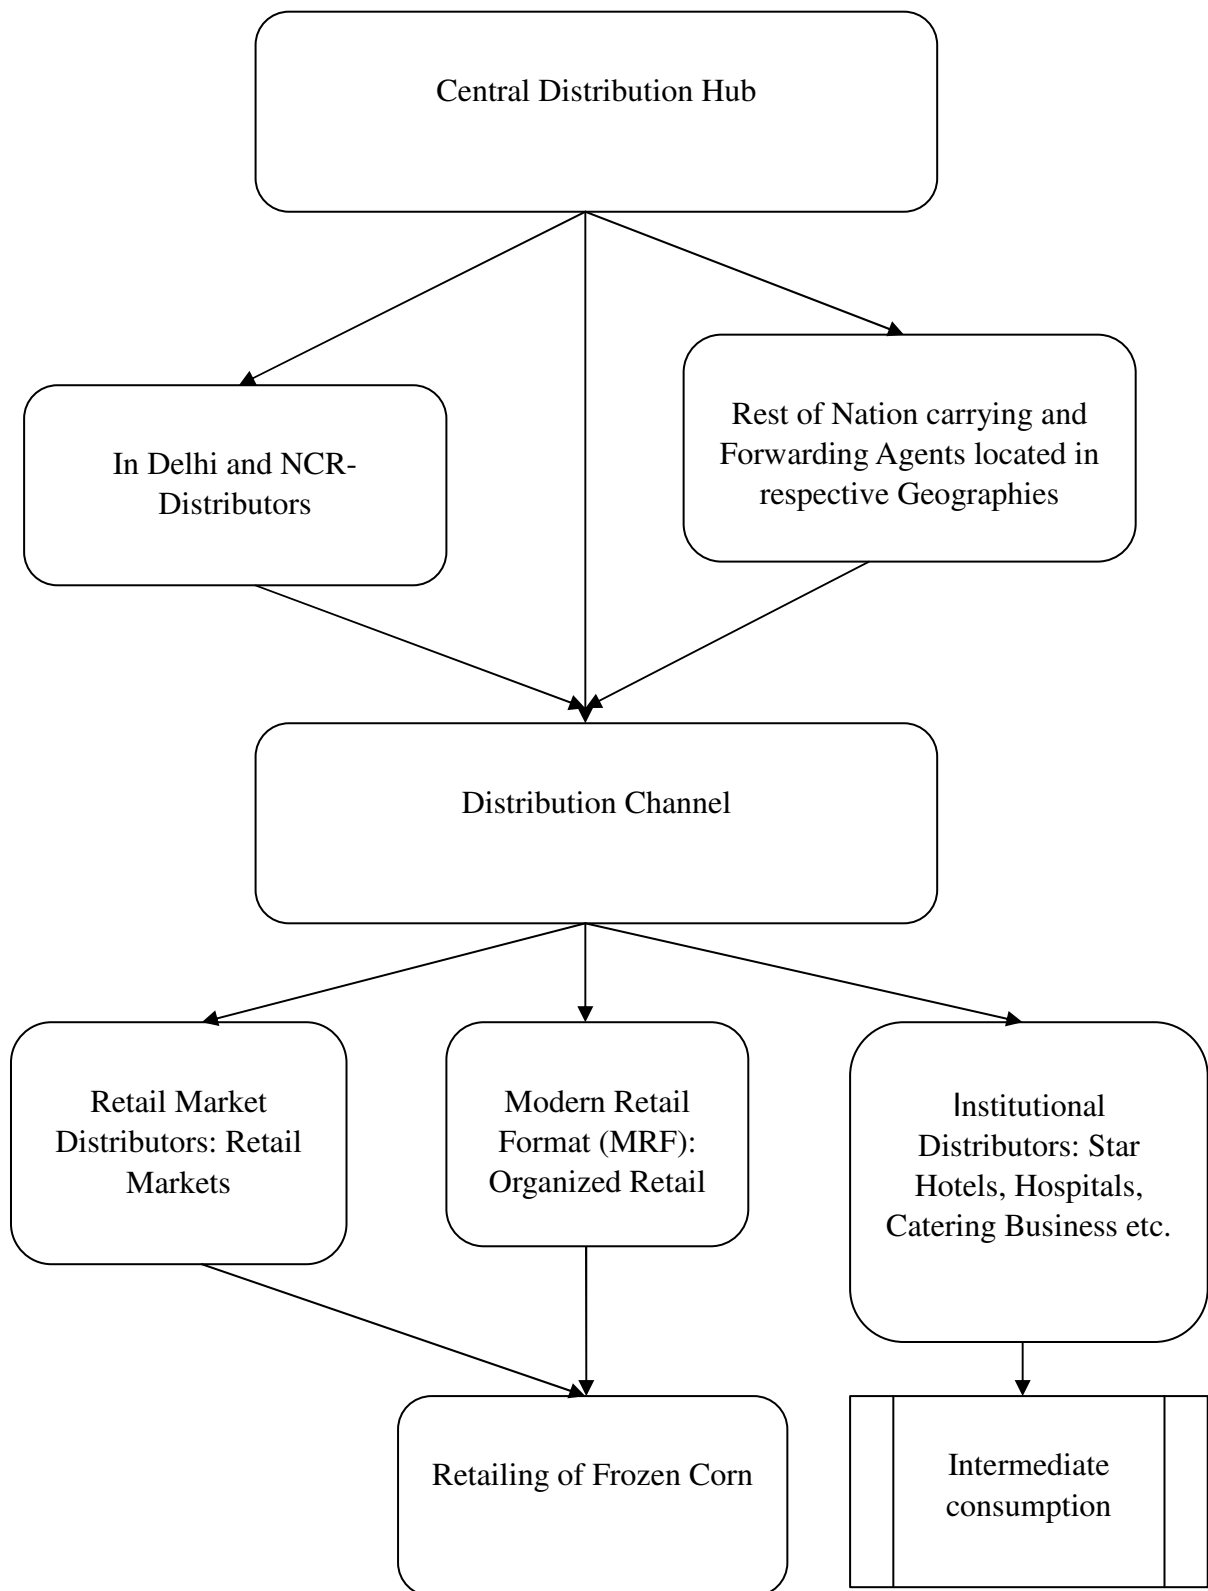 Central Distribution Hub
In Delhi and NCR-
Distributors
Rest of Nation carrying and
Forwarding Agents located in
respective Geographies
Distribution Channel
Retail Market
Distributors: Retail
Markets
Modern Retail
Format (MRF):
Organized Retail
Institutional
Distributors: Star
Hotels, Hospitals,
Catering Business etc.
Retailing of Frozen Corn
Intermediate
consumption